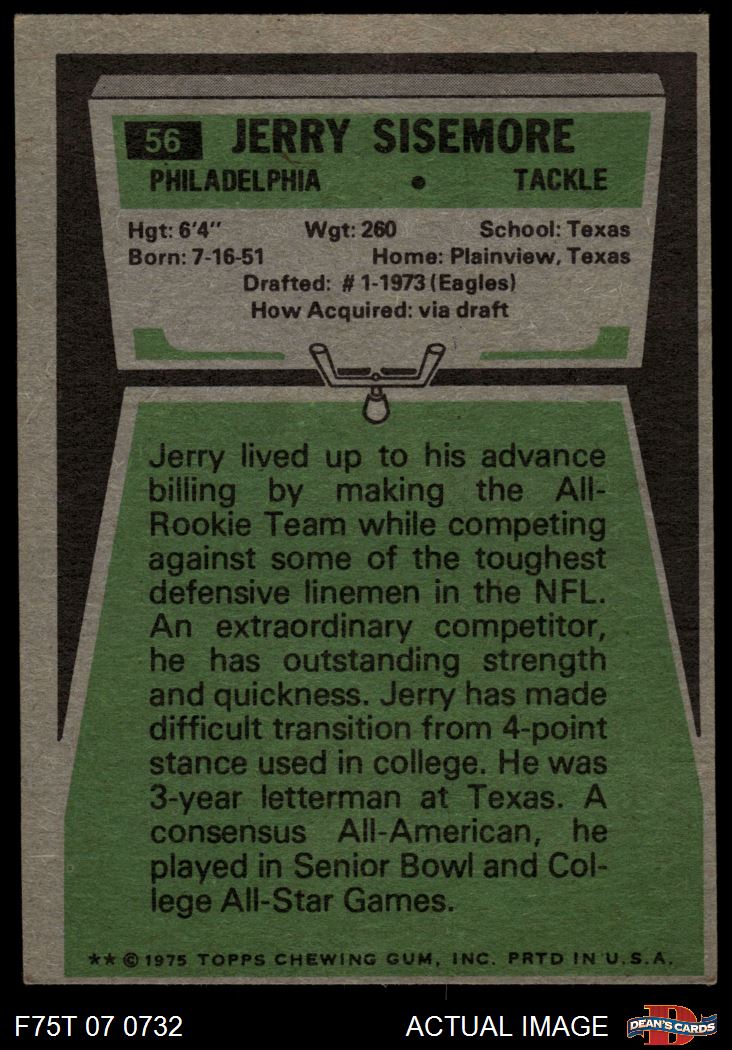 56 JERRY SISEMORE
PHILADELPHIA • TACKLE
Hgt: 6'4" Wgt: 260 School: Texas
Born: 7-16-51 Home: Plainview, Texas
Drafted: #1-1973 (Eagles)
How Acquired: via draft
Jerry lived up to his advance
billing by making the All-
Rookie Team while competing
against some of the toughest
defensive linemen in the NFL.
An extraordinary competitor,
he has outstanding strength
and quickness. Jerry has made
difficult transition from 4-point
stance used in college. He was
3-year letterman at Texas. A
consensus All-American, he
played in Senior Bowl and Col-
lege All-Star Games.
★★ © 1975 TOPPS CHEWING GUM, INC. PRTD IN U.S.A.
F75T 07 0732 ACTUAL IMAGE D DEAN'S CARDS